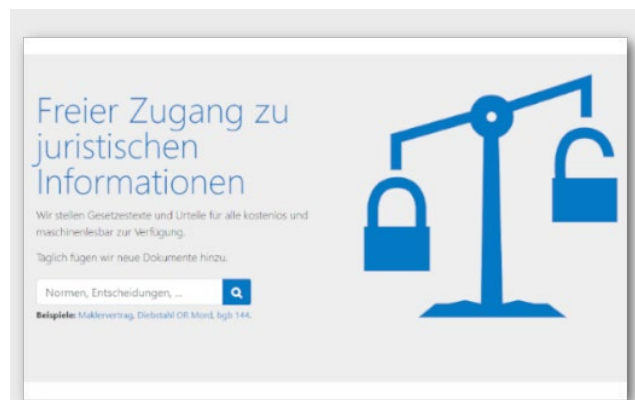 Freier Zugang zu
juristischen
Informationen
Wir stellen Gesetzestexte und Urteile für alle kostenlos und
maschinenlesbar zur Verfügung.
Täglich fügen wir neue Dokumente hinzu.
Normen, Entscheidungen, ...
Beispiele: Maklervertrag, Diebstahl OR Mord, bgb 144.